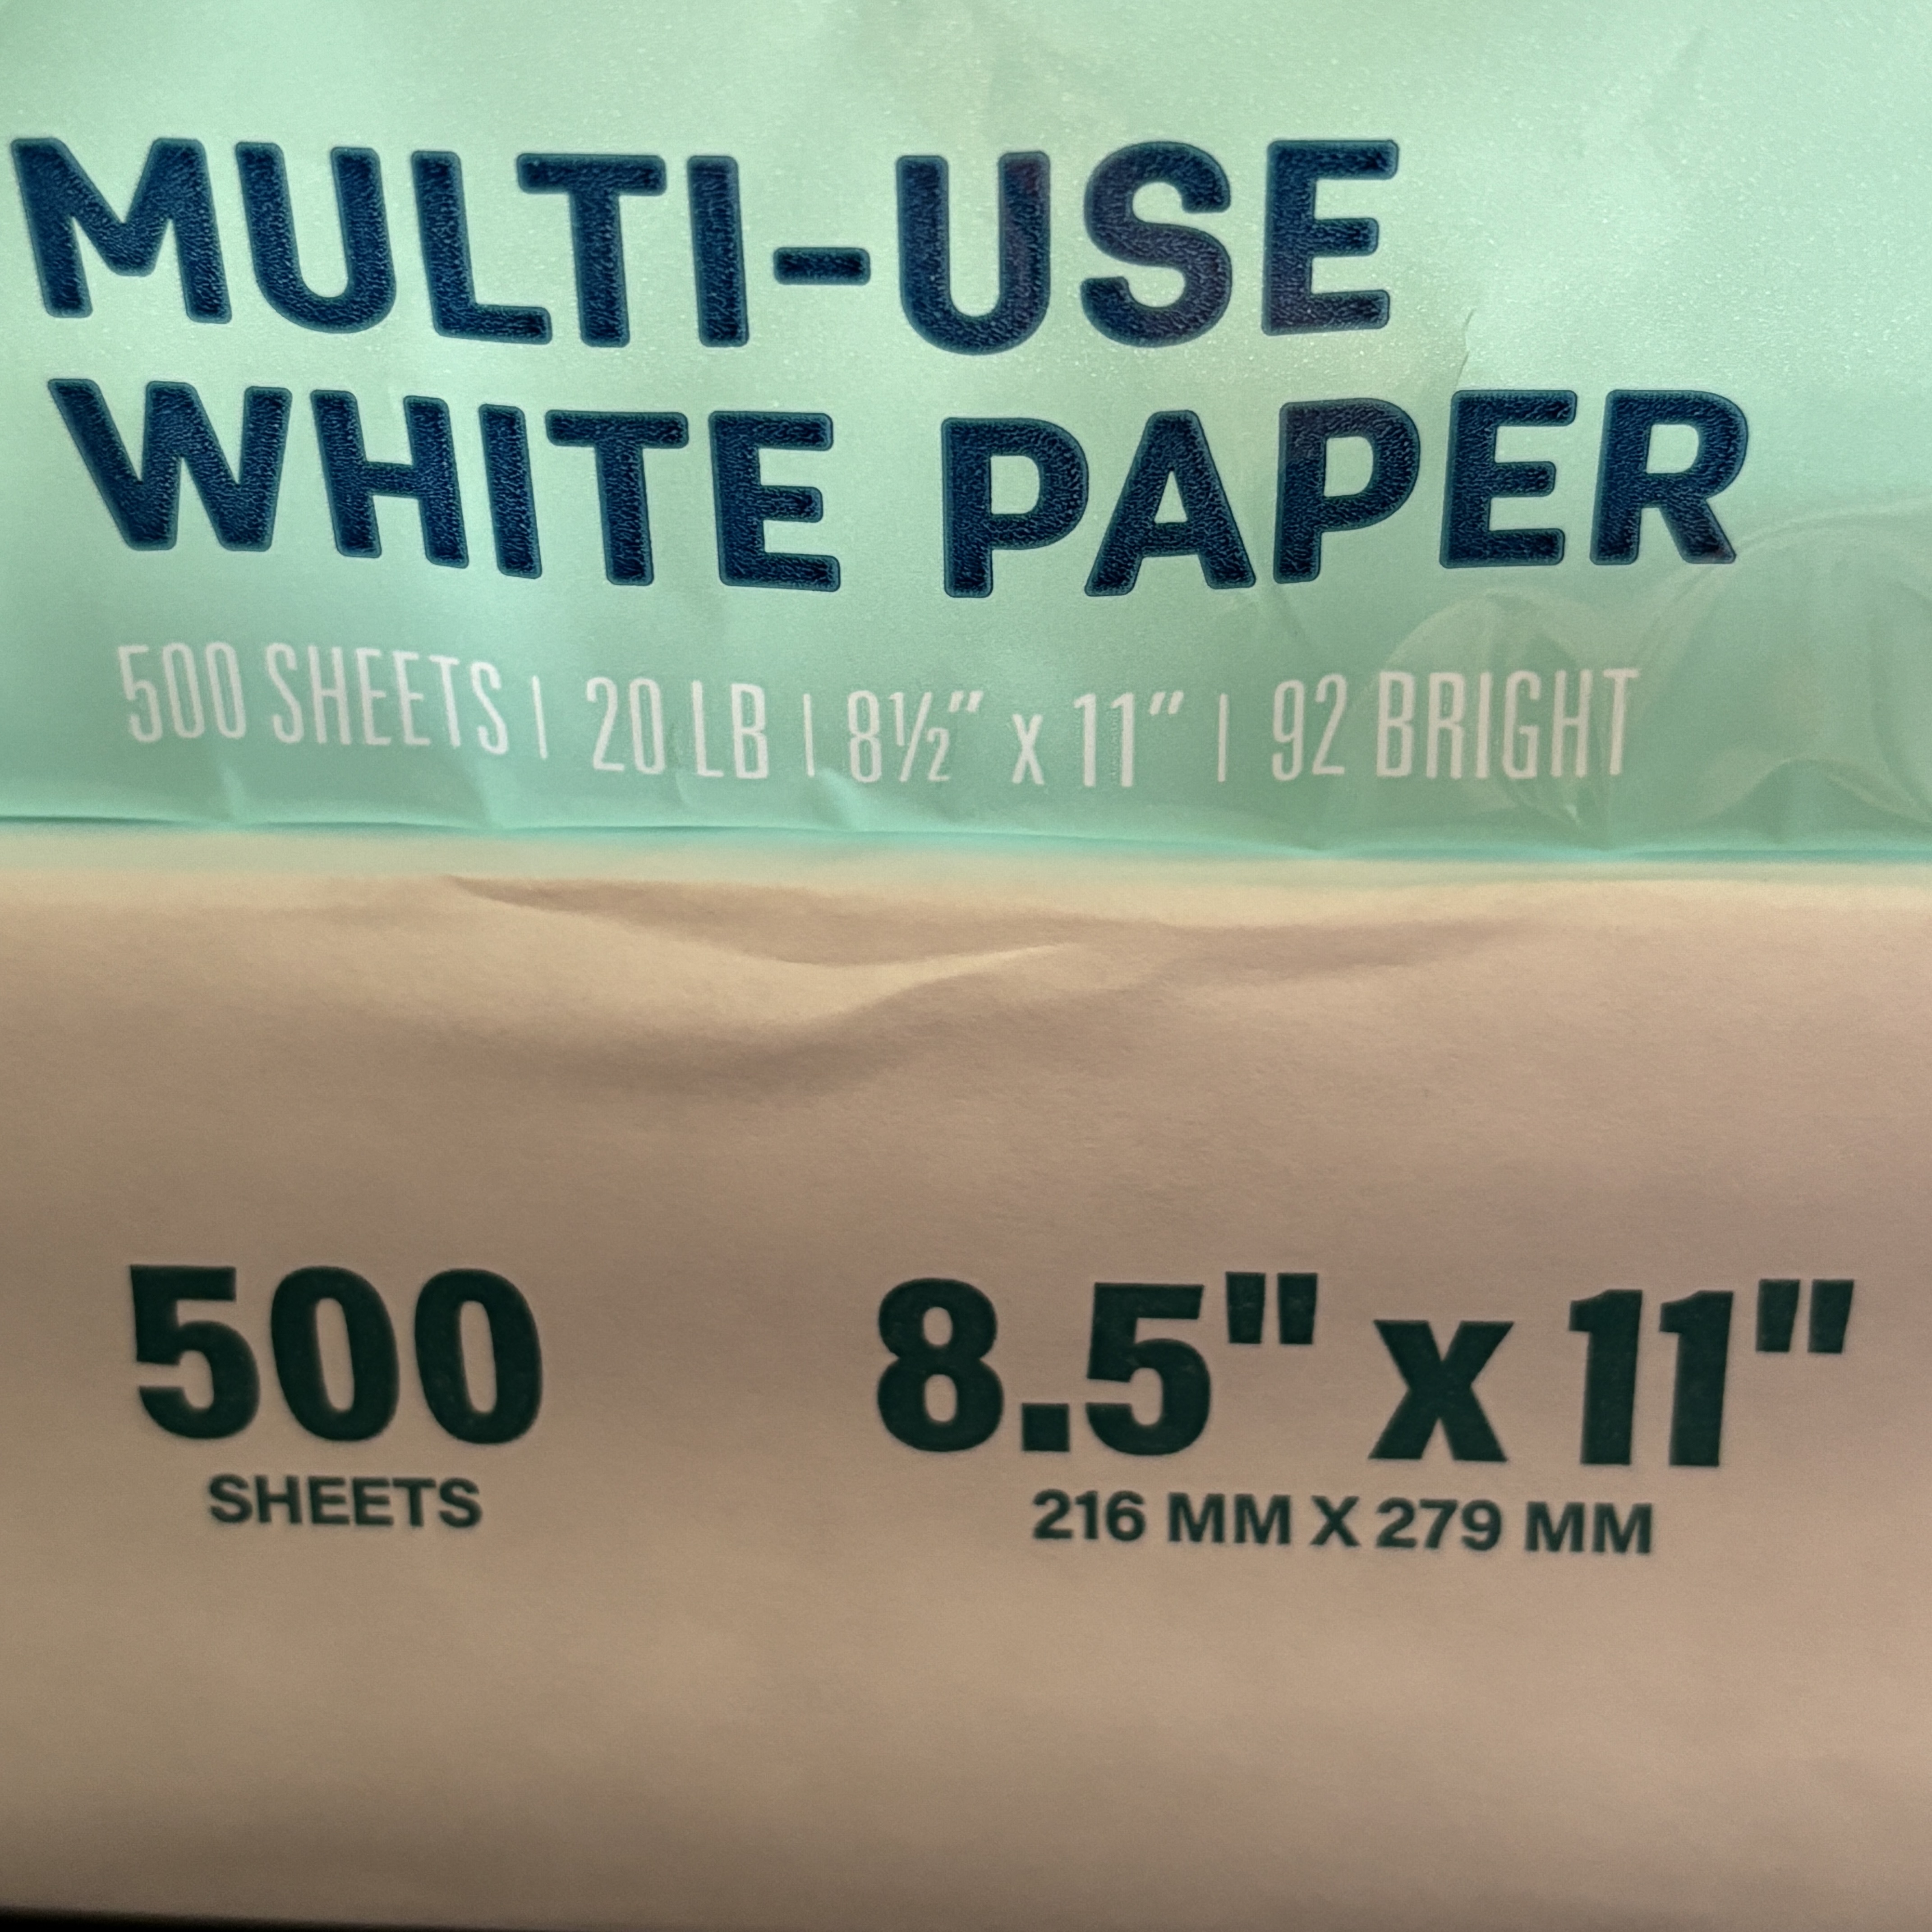 MULTI-USE
WHITE PAPER
500 SHEETS | 20 LB | 8½” x 11” | 92 BRIGHT
500
SHEETS
8.5" x 11"
216 MM X 279 MM